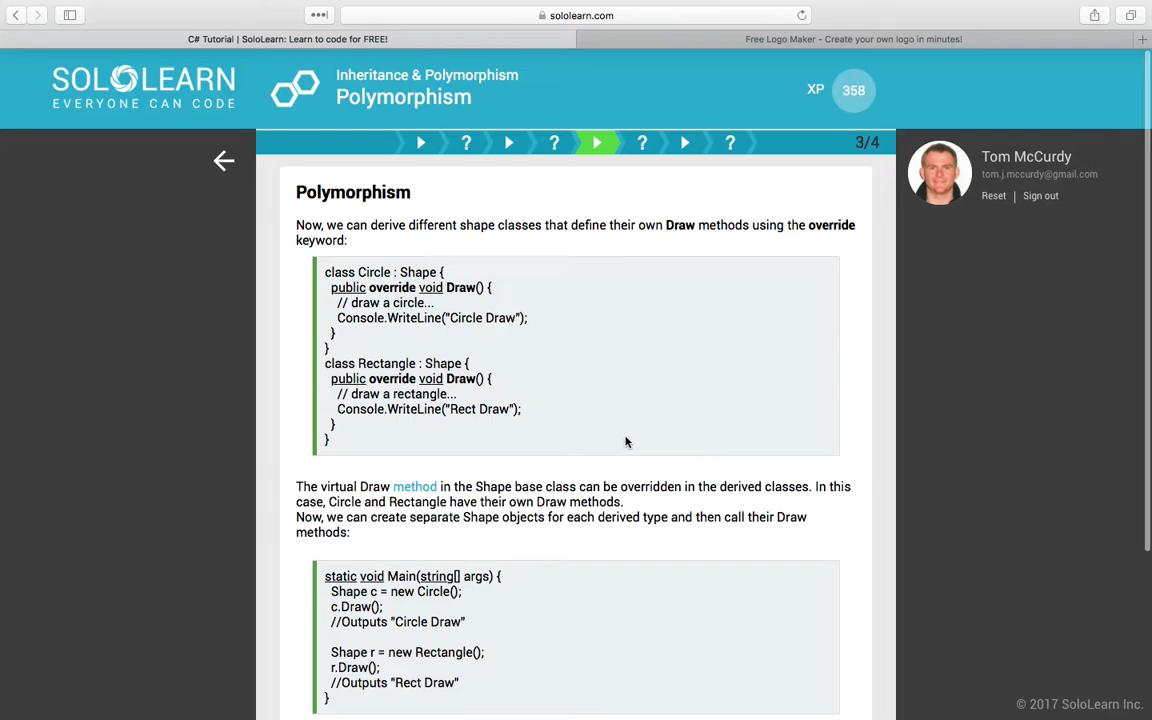 sololearn.com
C# Tutorial | SoloLearn: Learn to code for FREE!
Free Logo Maker - Create your own logo in minutes!
SOLOLEARN
EVERYONE CAN CODE
Inheritance & Polymorphism
Polymorphism
XP 358
? ? ? ? 3/4
Tom McCurdy
tom.j.mccurdy@gmail.com
Reset | Sign out
Polymorphism
Now, we can derive different shape classes that define their own Draw methods using the override
keyword:
class Circle : Shape {
public override void Draw() {
// draw a circle...
Console.WriteLine("Circle Draw");
}
}
class Rectangle : Shape {
public override void Draw() {
// draw a rectangle...
Console.WriteLine("Rect Draw");
}
}
The virtual Draw method in the Shape base class can be overridden in the derived classes. In this
case, Circle and Rectangle have their own Draw methods.
Now, we can create separate Shape objects for each derived type and then call their Draw
methods:
static void Main(string[] args) {
Shape c = new Circle();
c.Draw();
//Outputs "Circle Draw"
Shape r = new Rectangle();
r.Draw();
//Outputs "Rect Draw"
}
© 2017 SoloLearn Inc.